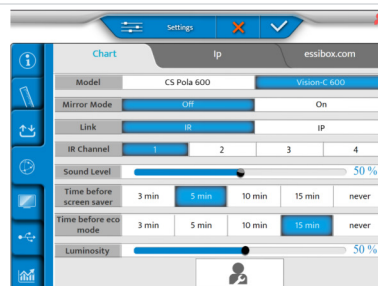 Settings
Chart Ip essibox.com
Model CS Pola 600 Vision-C 600
Mirror Mode Off On
Link IR IP
IR Channel 1 2 3 4
Sound Level 50 %
Time before screen saver 3 min 5 min 10 min 15 min never
Time before eco mode 3 min 5 min 10 min 15 min never
Luminosity 50 %